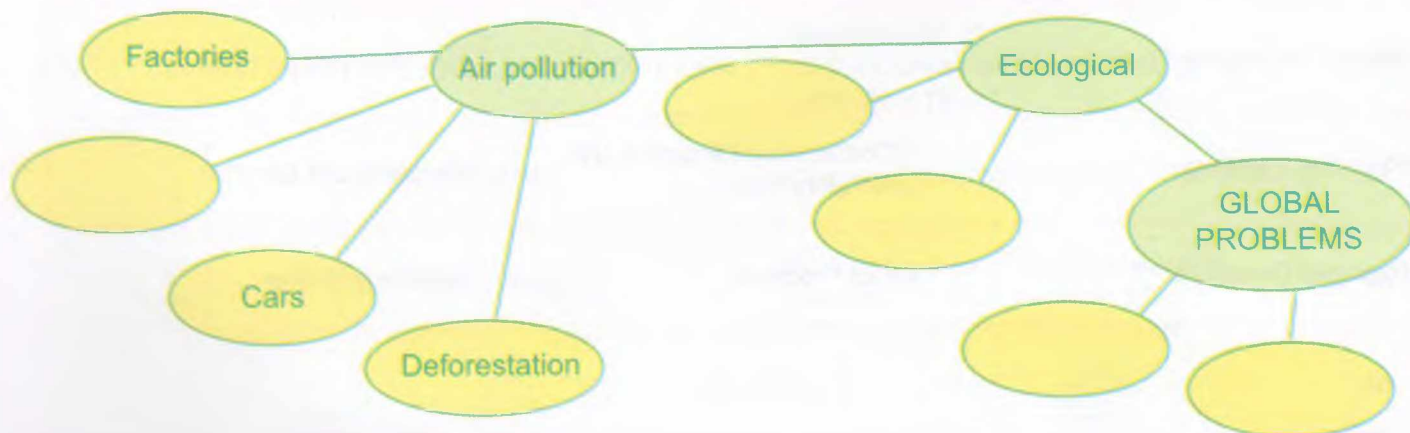 Factories
Air pollution
Ecological
GLOBAL
PROBLEMS
Cars
Deforestation